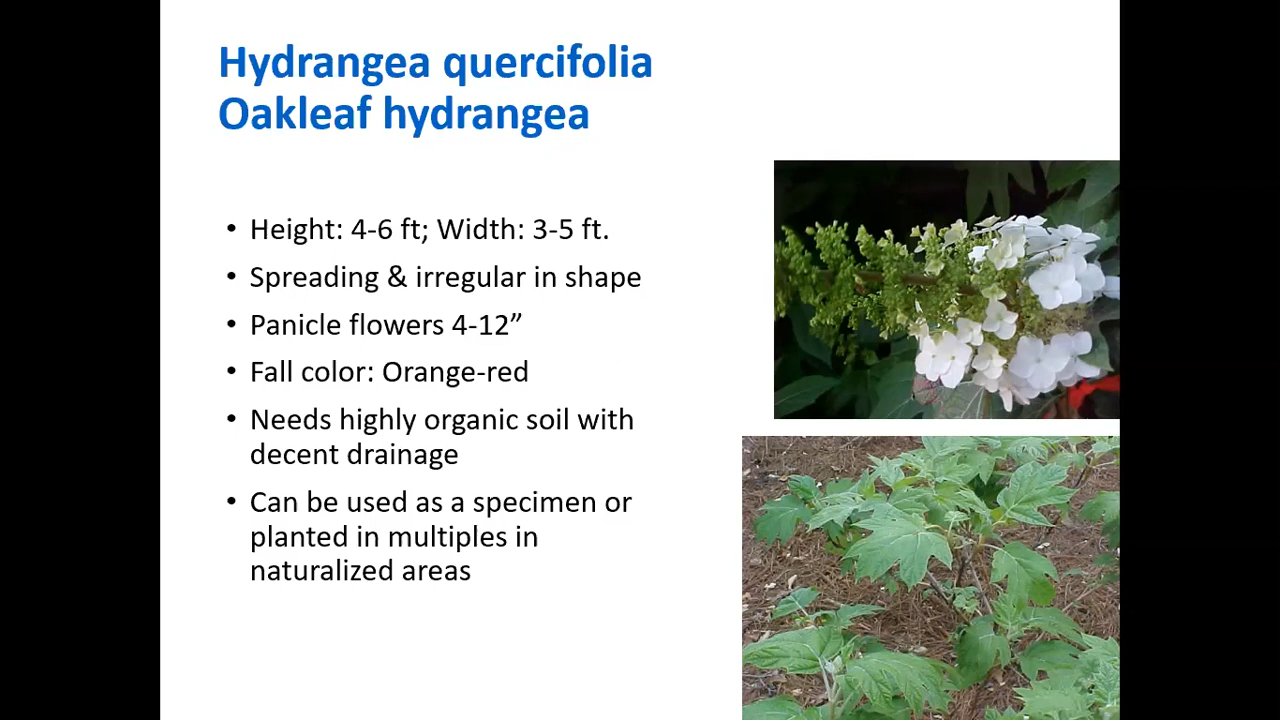 Hydrangea quercifolia
Oakleaf hydrangea
• Height: 4-6 ft; Width: 3-5 ft.
• Spreading & irregular in shape
• Panicle flowers 4-12”
• Fall color: Orange-red
• Needs highly organic soil with
decent drainage
• Can be used as a specimen or
planted in multiples in
naturalized areas